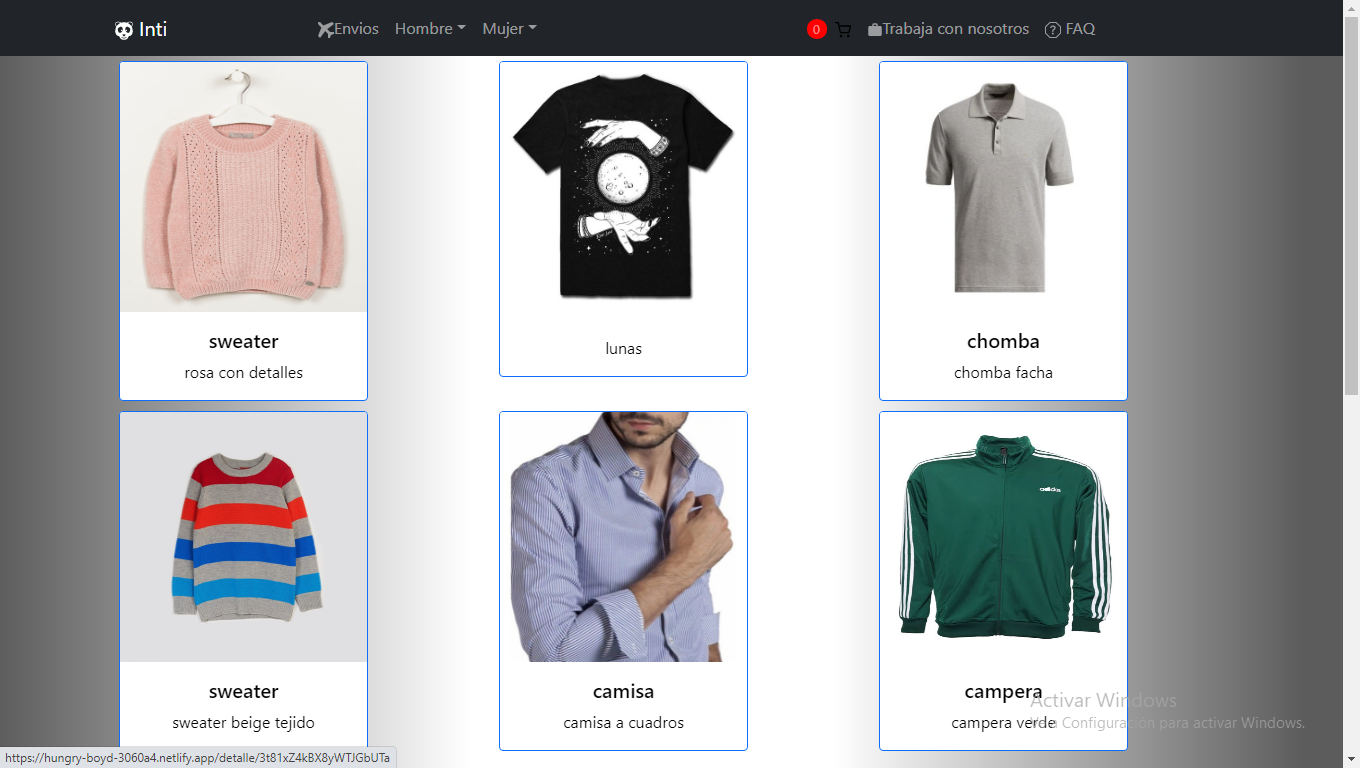 Inti
Envios Hombre Mujer
0 Trabaja con nosotros ? FAQ
sweater
rosa con detalles
lunas
chomba
chomba facha
adidas
sweater
sweater beige tejido
camisa
camisa a cuadros
campera
campera verde
Activar Windows
Ve a Configuración para activar Windows.
https://hungry-boyd-3060a4.netlify.app/detalle/3t81xZ4kBX8yWTJGbUTa